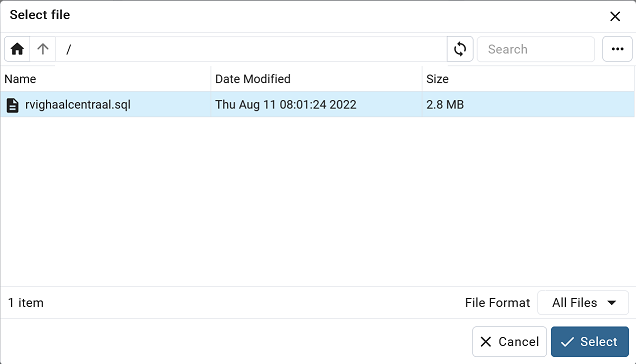 Select file
/
Search
Name Date Modified Size
rvighaalcentraal.sql Thu Aug 11 08:01:24 2022 2.8 MB
1 item File Format All Files
Cancel Select